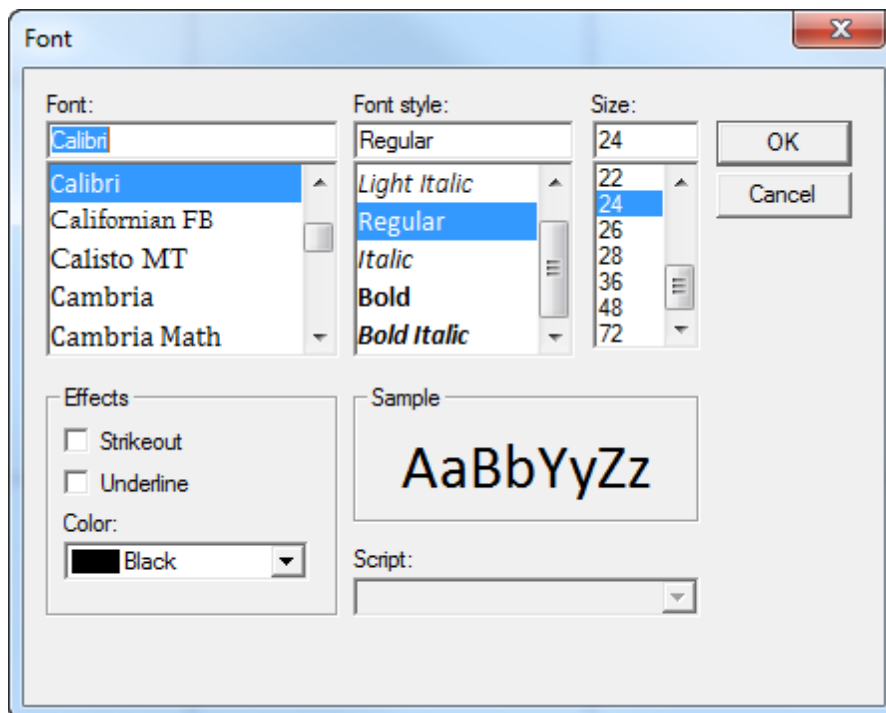 Font
Font:
Calibri
Calibri
Californian FB
Calisto MT
Cambria
Cambria Math
Font style:
Regular
Light Italic
Regular
Italic
Bold
Bold Italic
Size:
24
22
24
26
28
36
48
72
OK
Cancel
Effects
Strikeout
Underline
Color:
Black
Sample
AaBbYyZz
Script: